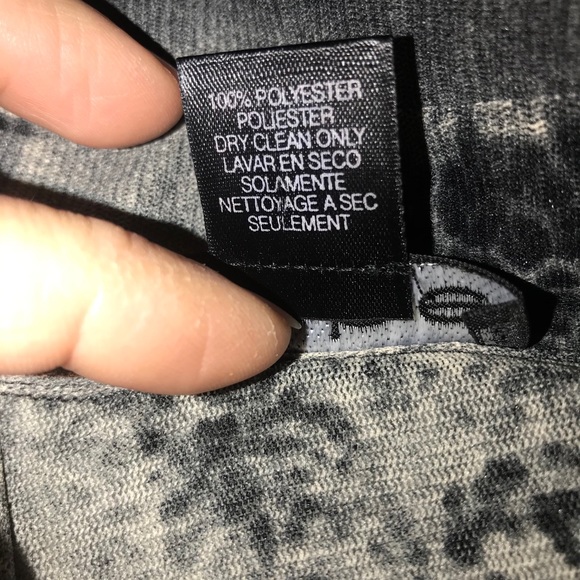 100% POLYESTER
POLIESTER
DRY CLEAN ONLY
LAVAR EN SECO
SOLAMENTE
NETTOYAGE A SEC
SEULEMENT